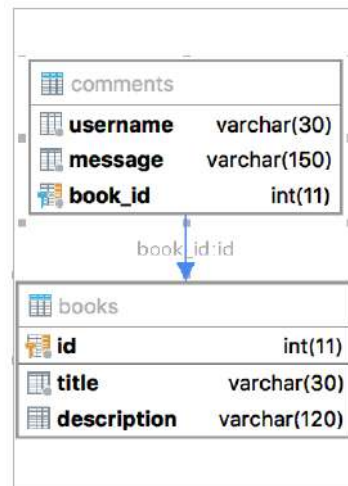 comments
username varchar(30)
message varchar(150)
book_id int(11)
book_id:id
books
id int(11)
title varchar(30)
description varchar(120)